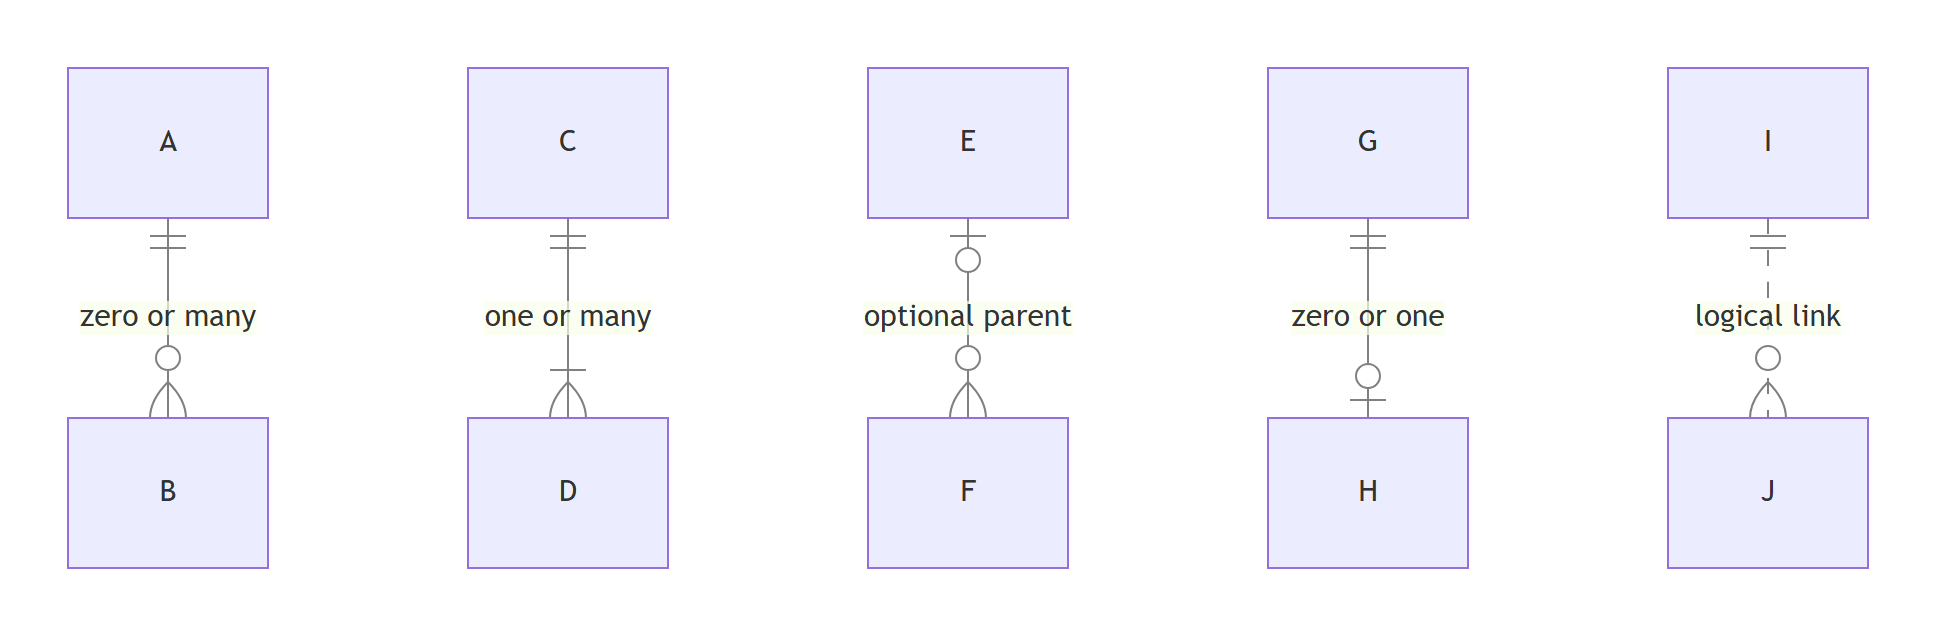 A
C
E
G
I
zero or many
one or many
optional parent
zero or one
logical link
B
D
F
H
J